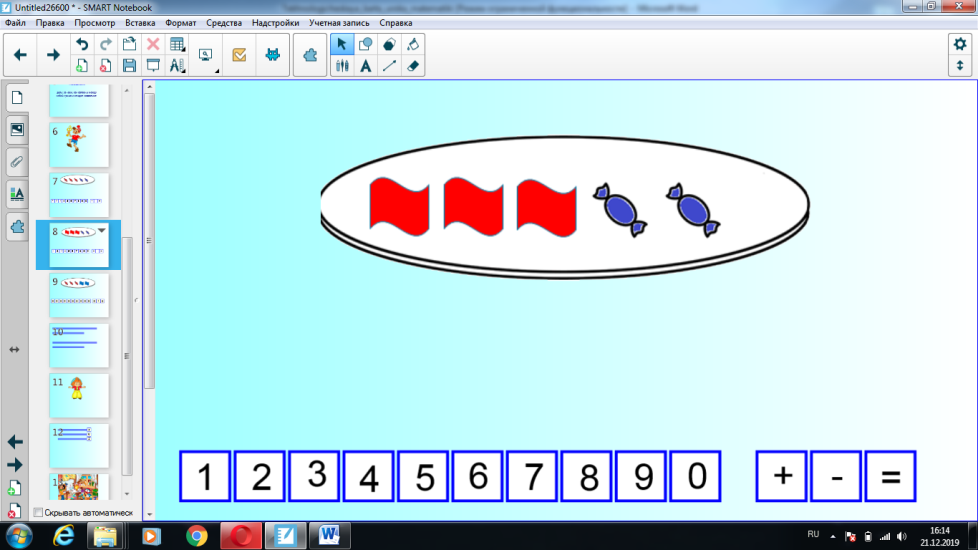 Untitled26600 * - SMART Notebook
Файл Правка Просмотр Вставка Формат Средства Надстройки Учетная запись Справка
6
7
8
9
10
11
12
1 2 3 4 5 6 7 8 9 0 + - =
Скрывать автоматическ
RU
16:14
21.12.2019